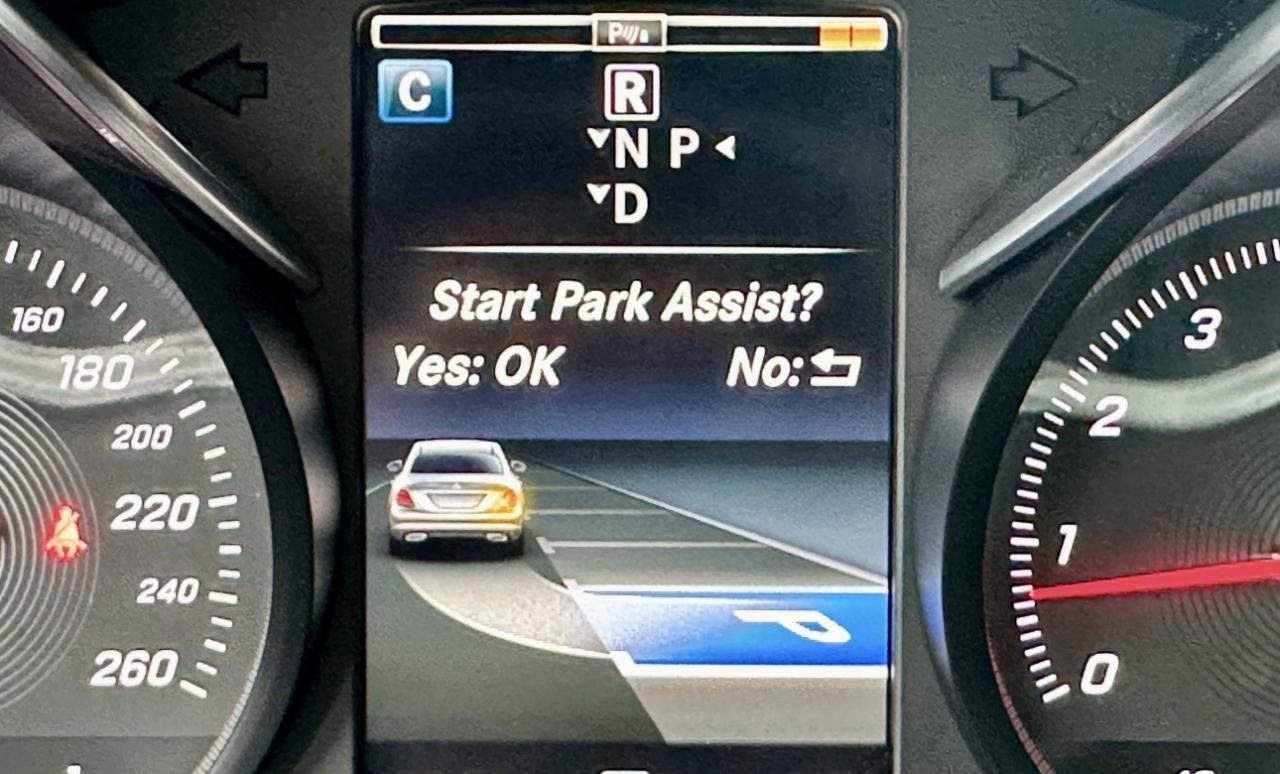 P
C
R
N P
D
Start Park Assist?
Yes: OK No:
P
160
180
200
220
240
260
3
2
1
0